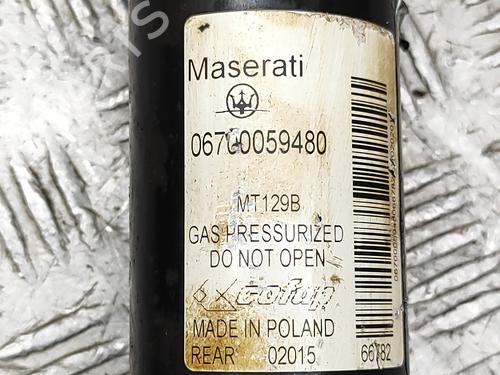 Maserati
06700059480
MT129B
GAS PRESSURIZED
DO NOT OPEN
MADE IN POLAND
REAR 02015 66782